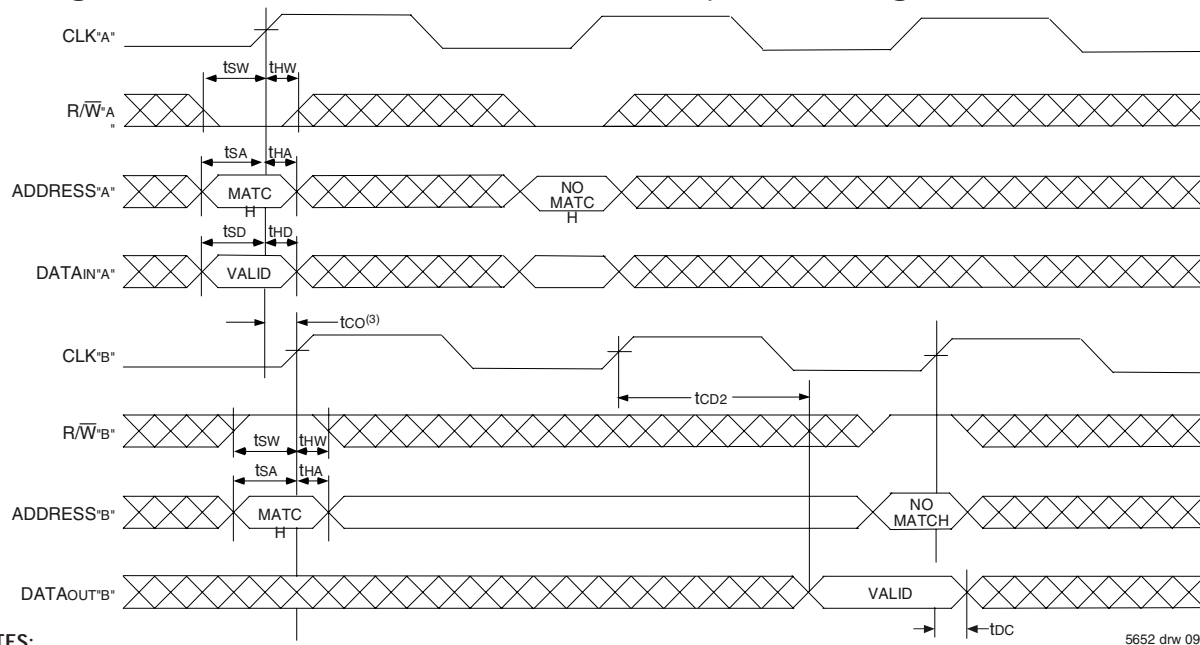 CLK"A"
tSW tHW
R/W"A
"
tSA tHA
ADDRESS"A"
MATC
H
NO
MATC
H
tSD tHD
DATAIN"A"
VALID
tCO(3)
CLK"B"
tCD2
R/W"B"
tSW tHW
tSA tHA
ADDRESS"B"
MATC
H
NO
MATCH
DATAOUT"B"
VALID
tDC
5652 drw 09